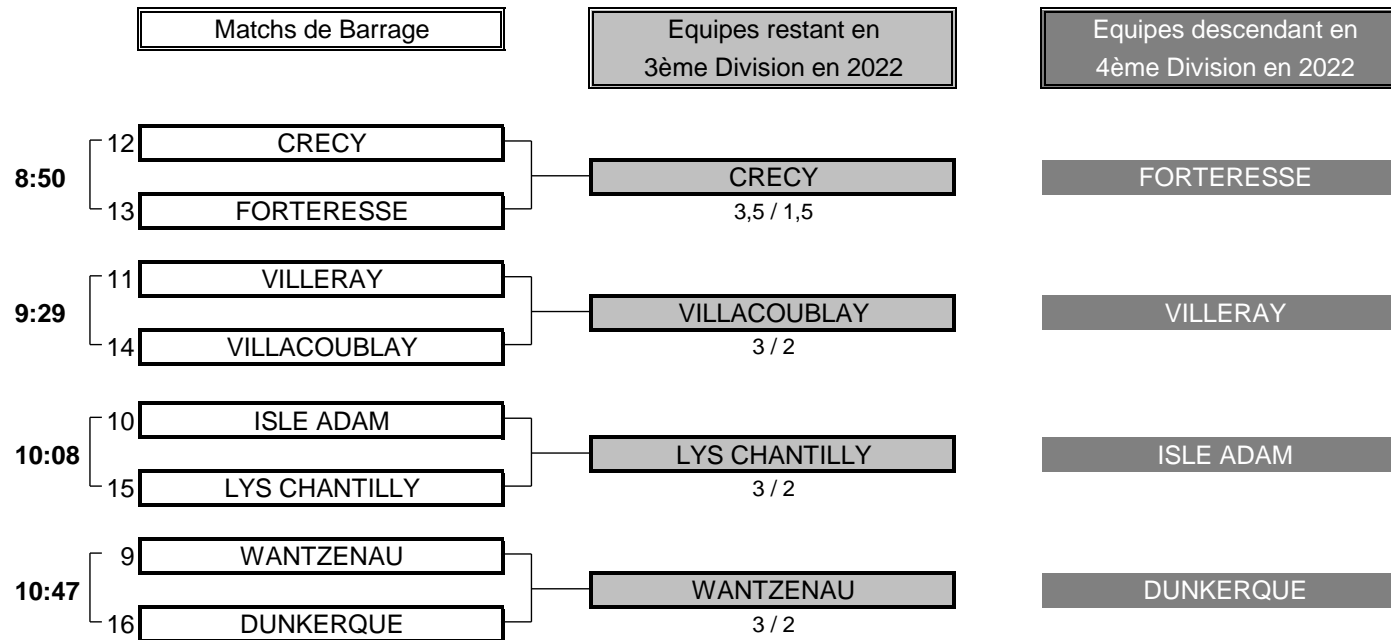 Matchs de Barrage
Equipes restant en
3ème Division en 2022
Equipes descendant en
4ème Division en 2022
8:50
12 CRECY
13 FORTERESSE
CRECY
3,5 / 1,5
FORTERESSE
9:29
11 VILLERAY
14 VILLACOUBLAY
VILLACOUBLAY
3 / 2
VILLERAY
10:08
10 ISLE ADAM
15 LYS CHANTILLY
LYS CHANTILLY
3 / 2
ISLE ADAM
10:47
9 WANTZENAU
16 DUNKERQUE
WANTZENAU
3 / 2
DUNKERQUE